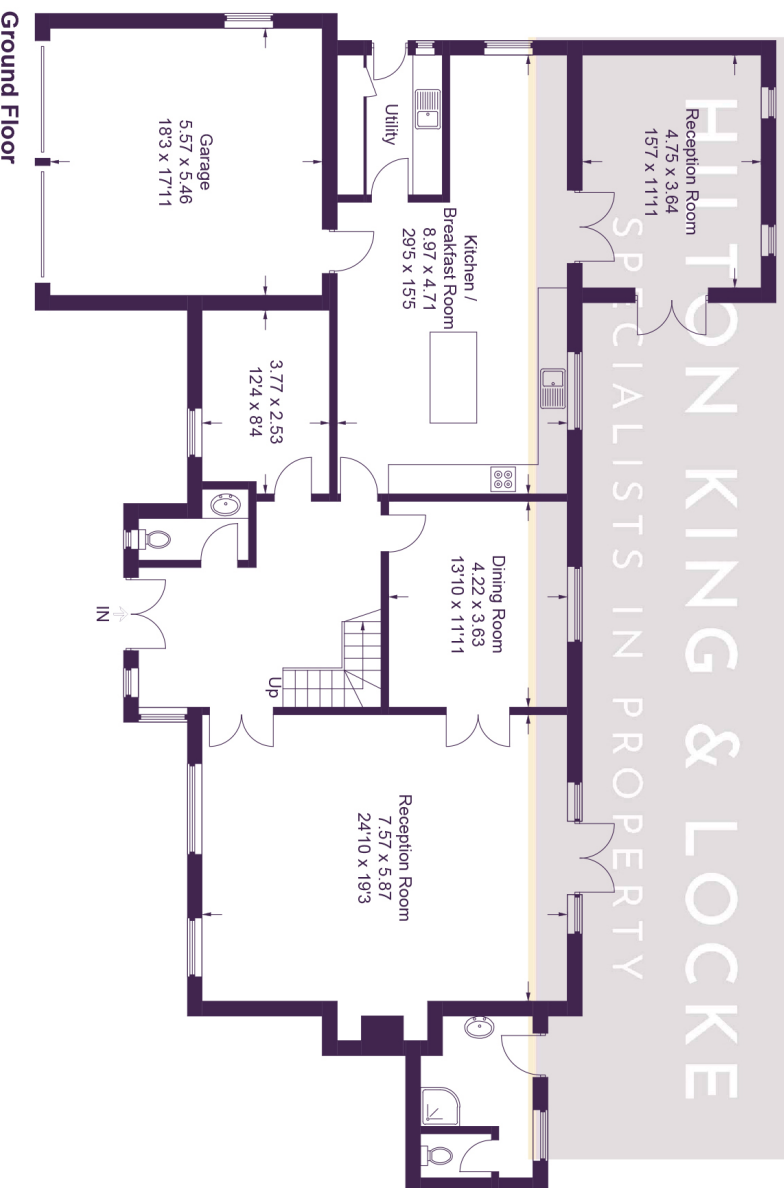 HILTON KING & LOCKE
SPECIALISTS IN PROPERTY
Reception Room
4.75 x 3.64
15'7 x 11'11
Kitchen /
Breakfast Room
8.97 x 4.71
29'5 x 15'5
Utility
Garage
5.57 x 5.46
18'3 x 17'11
3.77 x 2.53
12'4 x 8'4
Dining Room
4.22 x 3.63
13'10 x 11'11
Up
IN
Reception Room
7.57 x 5.87
24'10 x 19'3
Ground Floor